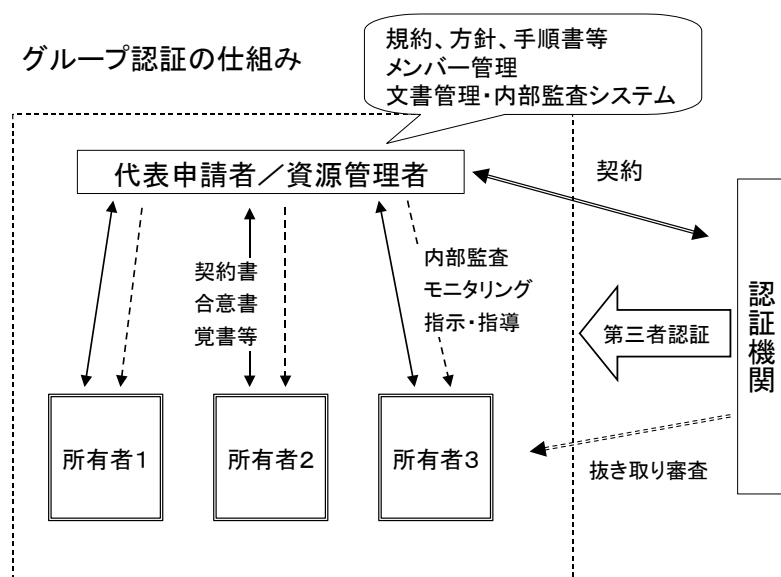 グループ認証の仕組み
規約、方針、手順書等
メンバー管理
文書管理・内部監査システム
代表申請者／資源管理者
契約
契約書
合意書
覚書等
内部監査
モニタリング
指示・指導
第三者認証
認証機関
所有者１
所有者２
所有者３
抜き取り審査